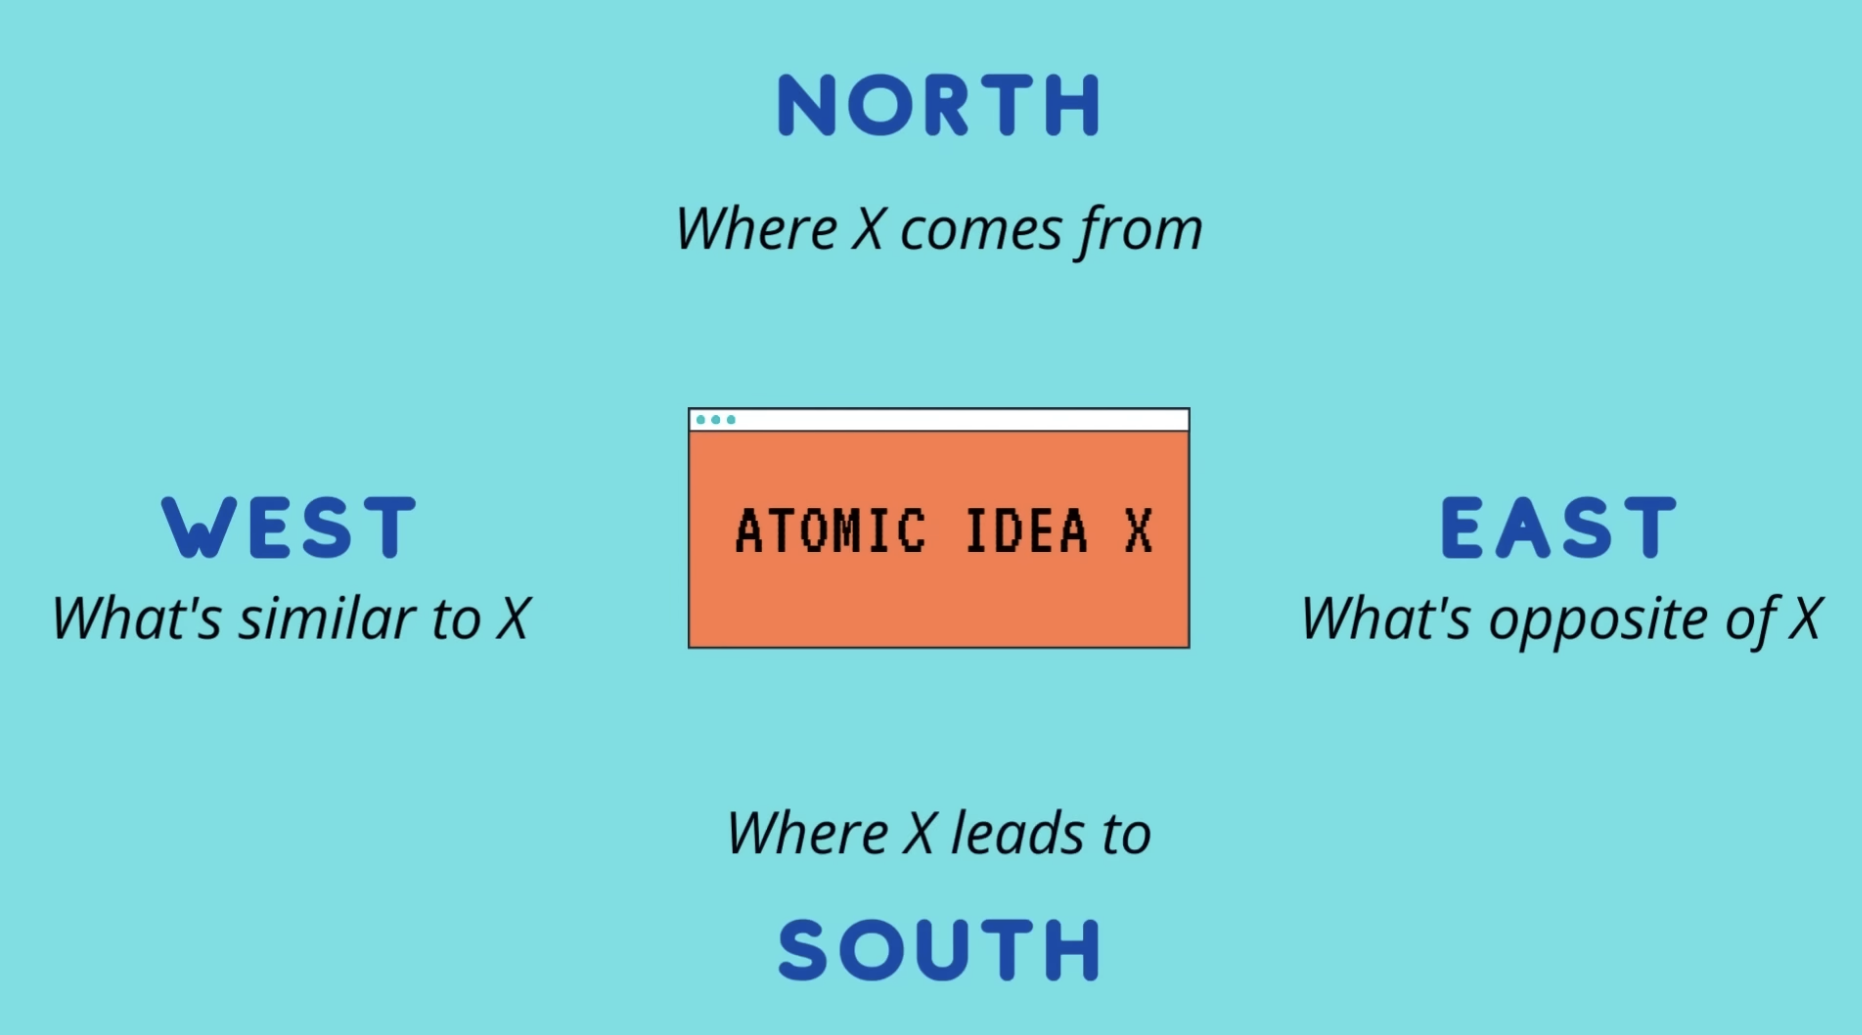 NORTH
Where X comes from
ATOMIC IDEA X
WEST
What's similar to X
EAST
What's opposite of X
Where X leads to
SOUTH